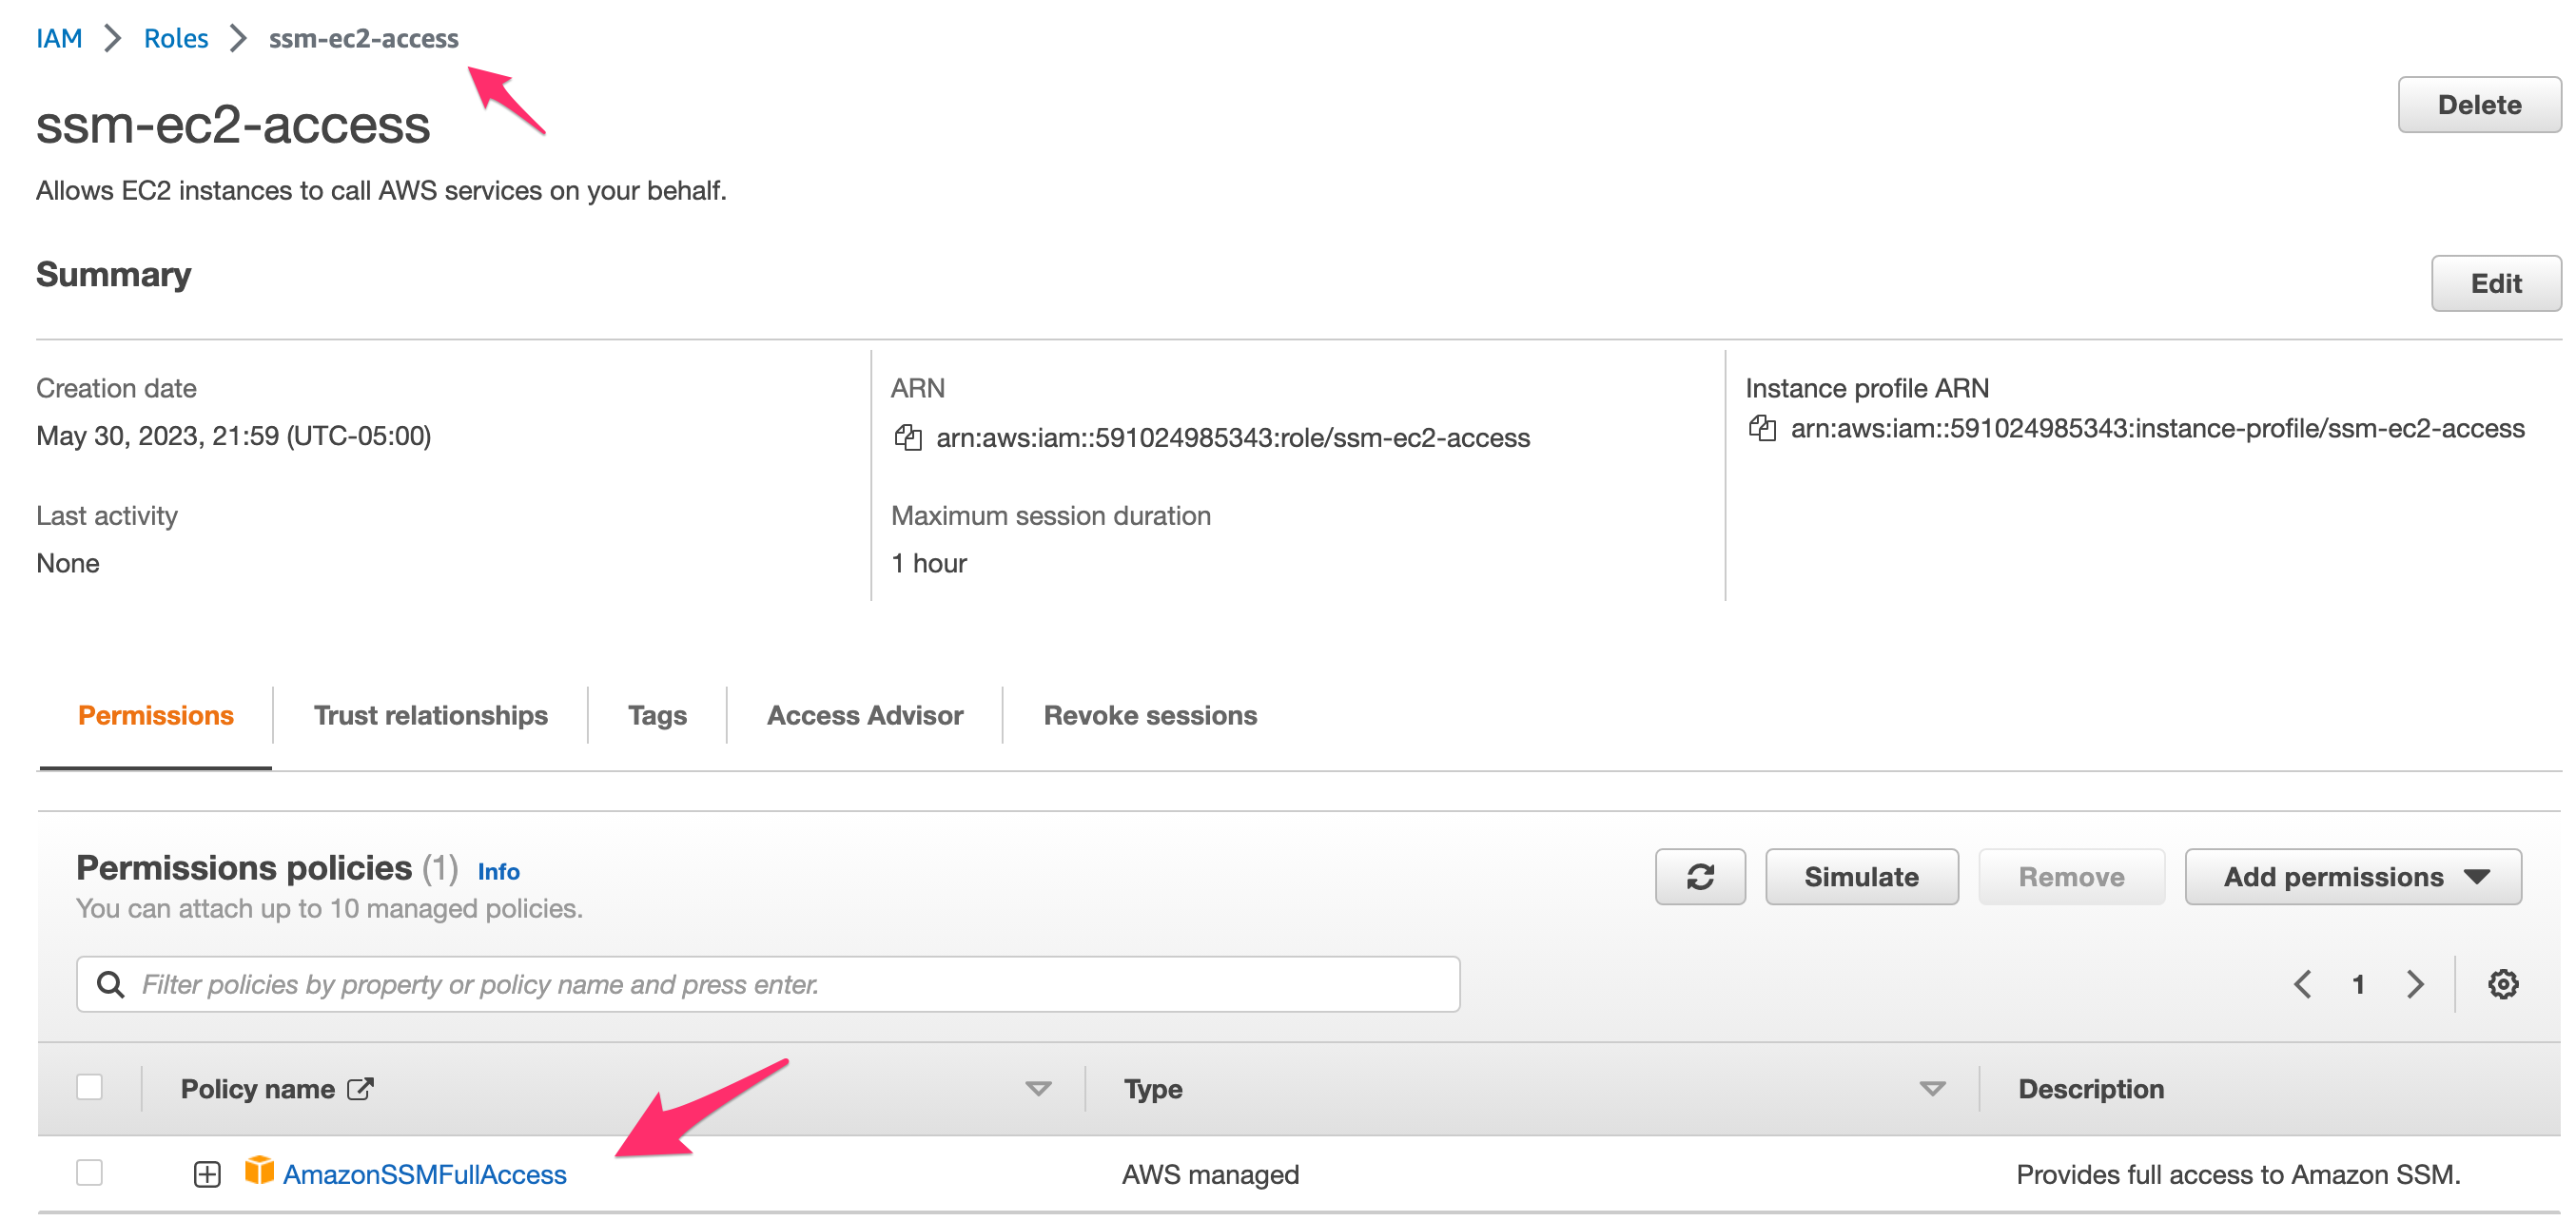 IAM > Roles > ssm-ec2-access
ssm-ec2-access
Delete
Allows EC2 instances to call AWS services on your behalf.
Summary
Edit
Creation date
ARN
Instance profile ARN
May 30, 2023, 21:59 (UTC-05:00)
arn:aws:iam::591024985343:role/ssm-ec2-access
arn:aws:iam::591024985343:instance-profile/ssm-ec2-access
Last activity
Maximum session duration
None
1 hour
Permissions
Trust relationships
Tags
Access Advisor
Revoke sessions
Permissions policies (1) Info
You can attach up to 10 managed policies.
Simulate
Remove
Add permissions
Filter policies by property or policy name and press enter.
1
Policy name
Type
Description
AmazonSSMFullAccess
AWS managed
Provides full access to Amazon SSM.